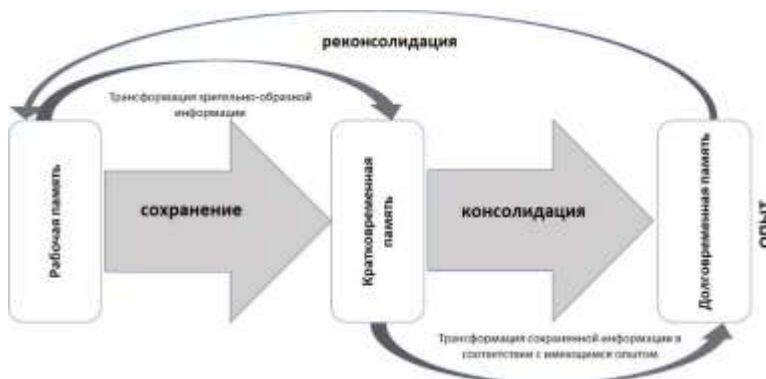 реконсолидация
Трансформация зрительно-образной
информации
Рабочая память
сохранение
Кратковременная
память
консолидация
Долговременная память
ОПЫТ
Трансформация сохраненной информации в
соответствии с имеющимся опытом